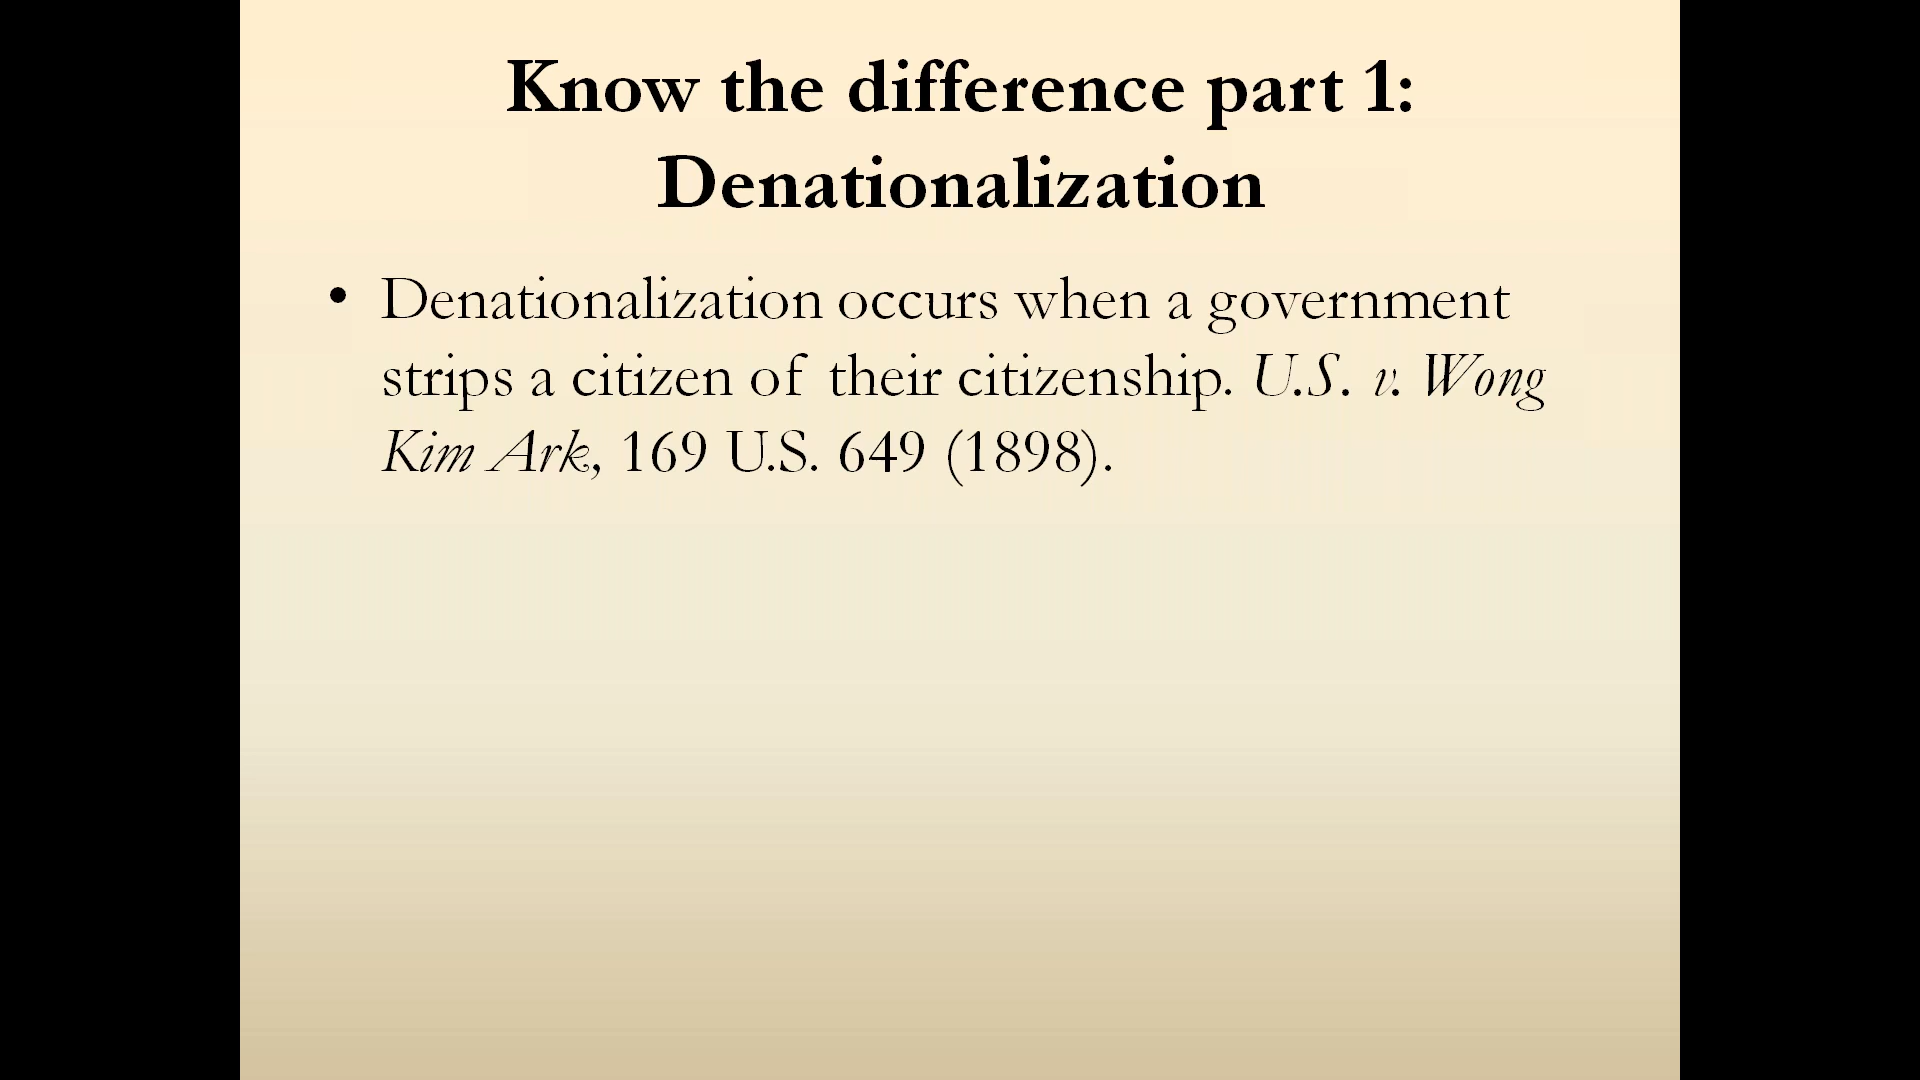 Know the difference part 1:
Denationalization
• Denationalization occurs when a government
strips a citizen of their citizenship. U.S. v. Wong
Kim Ark, 169 U.S. 649 (1898).